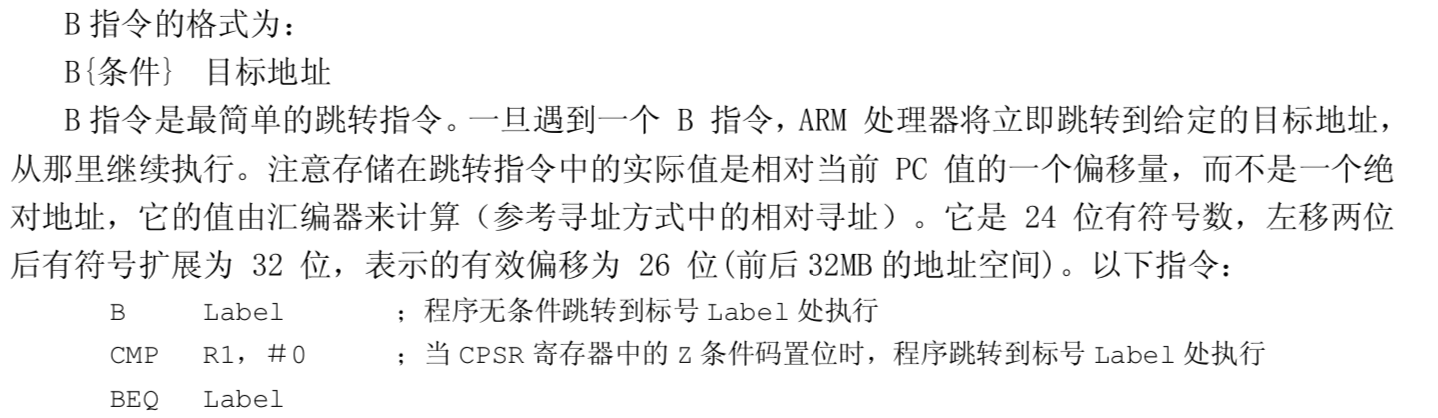 B 指令的格式为：
B{条件} 目标地址
B 指令是最简单的跳转指令。一旦遇到一个 B 指令，ARM 处理器将立即跳转到给定的目标地址，
从那里继续执行。注意存储在跳转指令中的实际值是相对当前 PC 值的一个偏移量，而不是一个绝
对地址，它的值由汇编器来计算（参考寻址方式中的相对寻址）。它是 24 位有符号数，左移两位
后有符号扩展为 32 位，表示的有效偏移为 26 位(前后 32MB 的地址空间)。以下指令：
B Label ；程序无条件跳转到标号 Label 处执行
CMP R1，＃0 ；当 CPSR 寄存器中的 Z 条件码置位时，程序跳转到标号 Label 处执行
BEQ Label